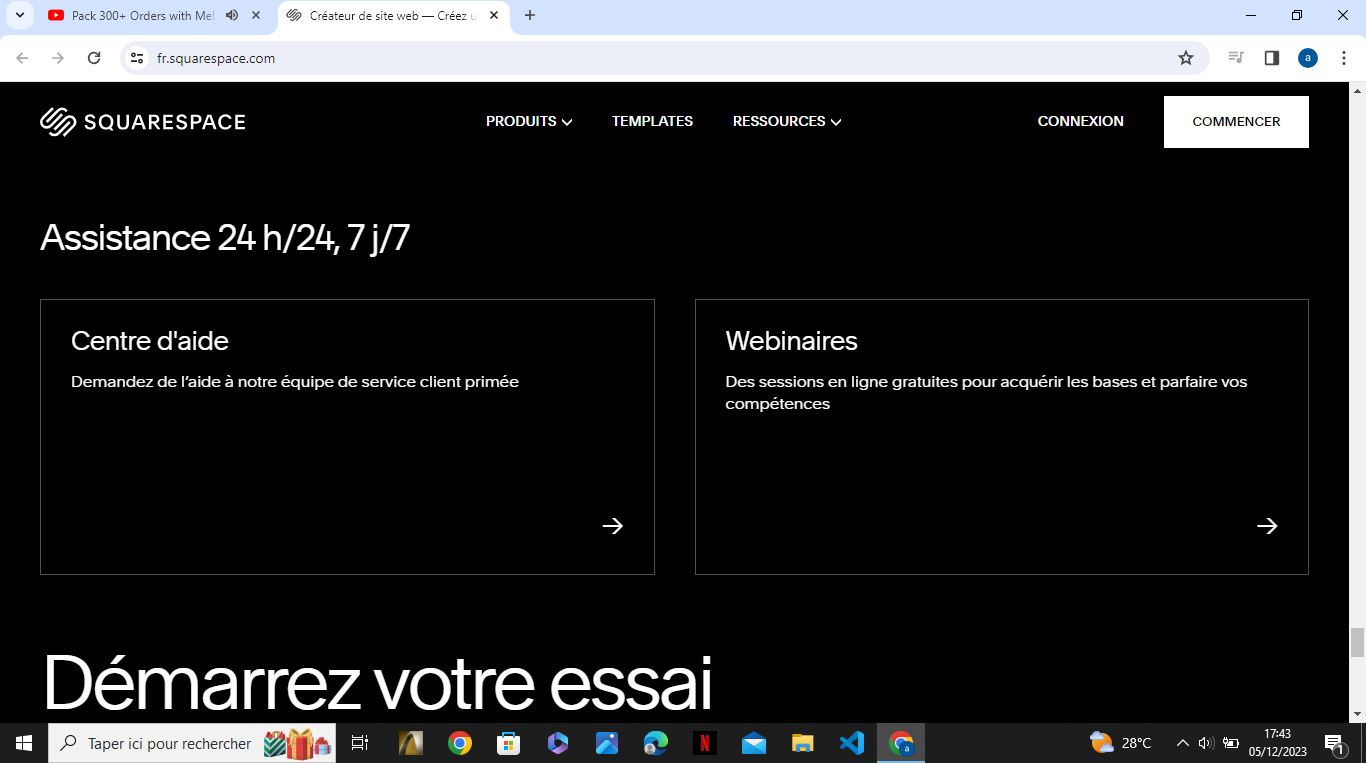 Pack 300+ Orders with Me!
Créateur de site web — Créez u
fr.squarespace.com
a
SQUARESPACE
PRODUITS
TEMPLATES
RESSOURCES
CONNEXION
COMMENCER
Assistance 24 h/24, 7 j/7
Centre d'aide
Demandez de l’aide à notre équipe de service client primée
Webinaires
Des sessions en ligne gratuites pour acquérir les bases et parfaire vos
compétences
Démarrez votre essai
Taper ici pour rechercher
N
a
28°C
17:43
05/12/2023
1